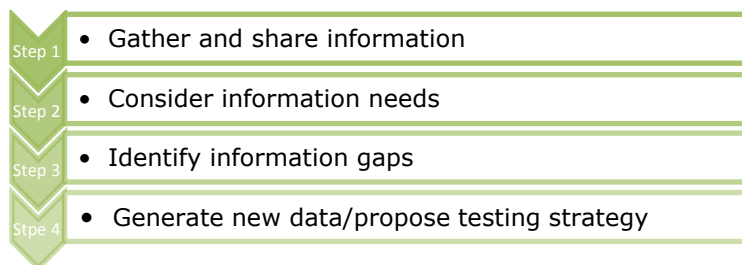 Step 1 • Gather and share information
Step 2 • Consider information needs
Step 3 • Identify information gaps
Stpe 4 • Generate new data/propose testing strategy